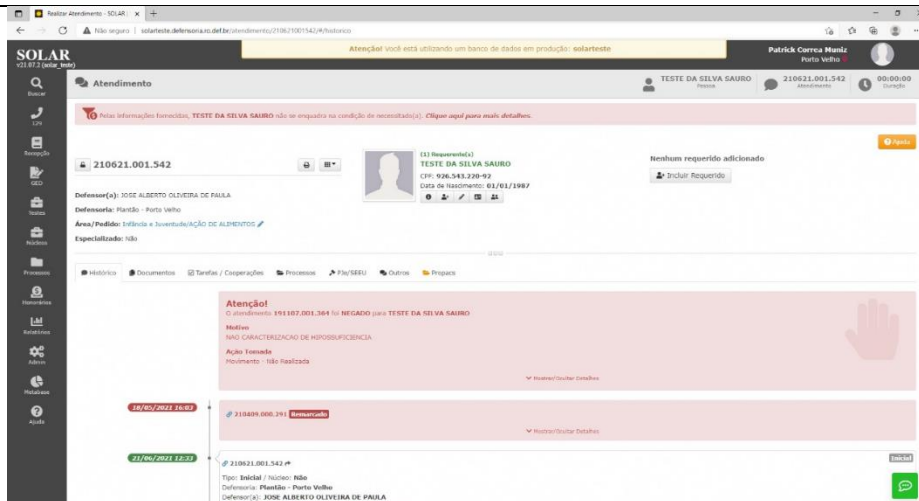 Realizar Atendimento - SOLAR |
Não seguro | solarteste.defensoria.ro.def.br/atendimento/210621001542/#/historico
SOLAR
v21.07.2 (solar_teste)
Atenção! Você está utilizando um banco de dados em produção: solarteste
Patrick Correa Muniz
Porto Velho
Buscar
129
Recepção
GED
Testes
Núcleos
Processos
Honorários
Relatórios
Admin
Metabase
Ajuda
Atendimento
TESTE DA SILVA SAURO
Pessoa
210621.001.542
Atendimento
00:00:00
Duração
Pelas informações fornecidas, TESTE DA SILVA SAURO não se enquadra na condição de necessitado(a). Clique aqui para mais detalhes.
Ajuda
210621.001.542
Defensor(a): JOSE ALBERTO OLIVEIRA DE PAULA
Defensoria: Plantão - Porto Velho
Área/Pedido: Infância e Juventude/AÇÃO DE ALIMENTOS
Especializado: Não
(1) Requerente(s)
TESTE DA SILVA SAURO
CPF: 926.543.220-92
Data de Nascimento: 01/01/1987
Nenhum requerido adicionado
Incluir Requerido
Histórico Documentos Tarefas / Cooperações Processos PJe/SEEU Outros Propacs
Atenção!
O atendimento 191107.001.364 foi NEGADO para TESTE DA SILVA SAURO
Motivo
NAO CARACTERIZACAO DE HIPOSSUFICIENCIA
Ação Tomada
Movimento - Não Realizada
Mostrar/Ocultar Detalhes
18/05/2021 16:03
210409.000.291 Remarcado
Mostrar/Ocultar Detalhes
21/06/2021 12:33
210621.001.542
Inicial
Tipo: Inicial / Núcleo: Não
Defensoria: Plantão - Porto Velho
Defensor(a): JOSE ALBERTO OLIVEIRA DE PAULA